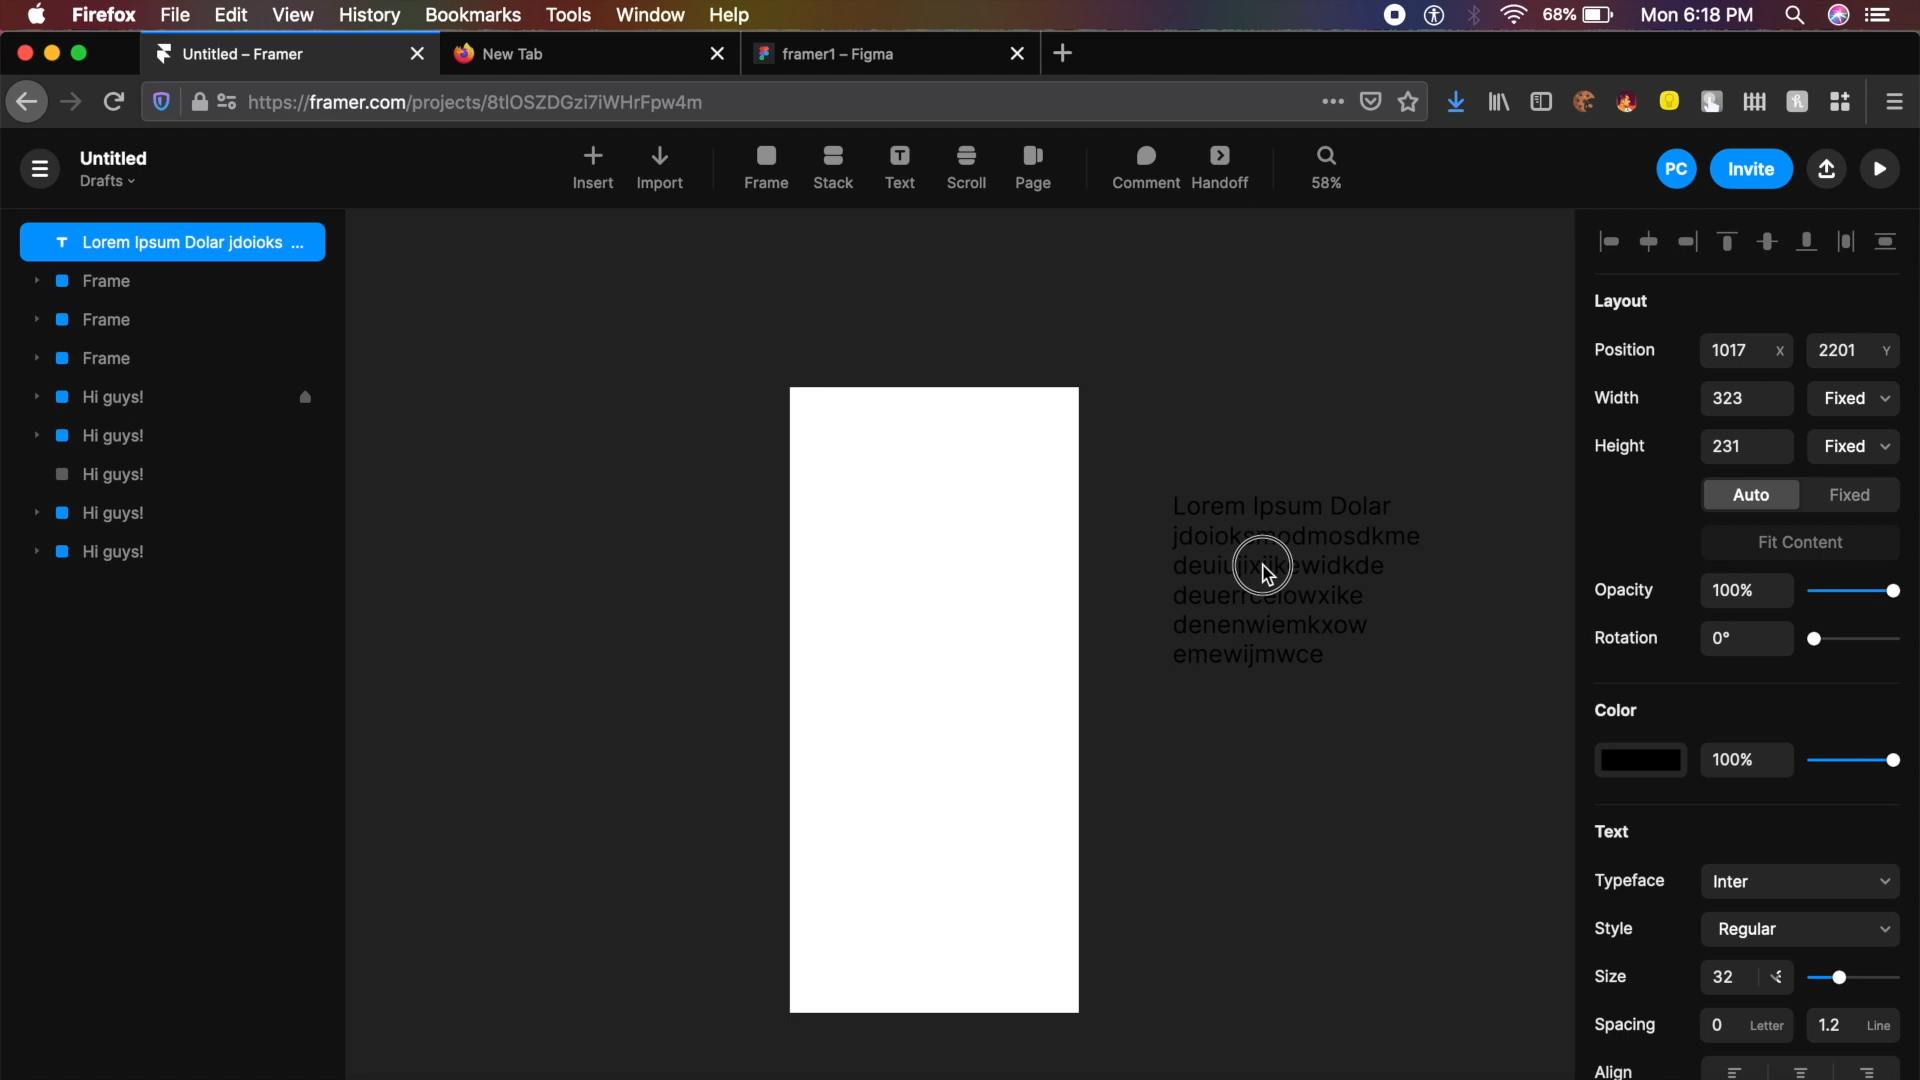 Firefox File Edit View History Bookmarks Tools Window Help 68% Mon 6:18 PM
Untitled – Framer New Tab framer1 – Figma
https://framer.com/projects/8tIOSZDGzi7iWHrFpw4m
Untitled
Drafts
Insert Import Frame Stack Text Scroll Page Comment Handoff 58%
PC Invite
Lorem Ipsum Dolar jdoioks ...
Frame
Frame
Frame
Hi guys!
Hi guys!
Hi guys!
Hi guys!
Hi guys!
Lorem Ipsum Dolar
jdoioksmodmosdkme
denenwiemkxow
emewijmwce
Layout
Position 1017 X 2201 Y
Width 323 Fixed
Height 231 Fixed
Auto Fixed
Fit Content
Opacity 100%
Rotation 0°
Color
100%
Text
Typeface Inter
Style Regular
Size 32
Spacing 0 Letter 1.2 Line
Align